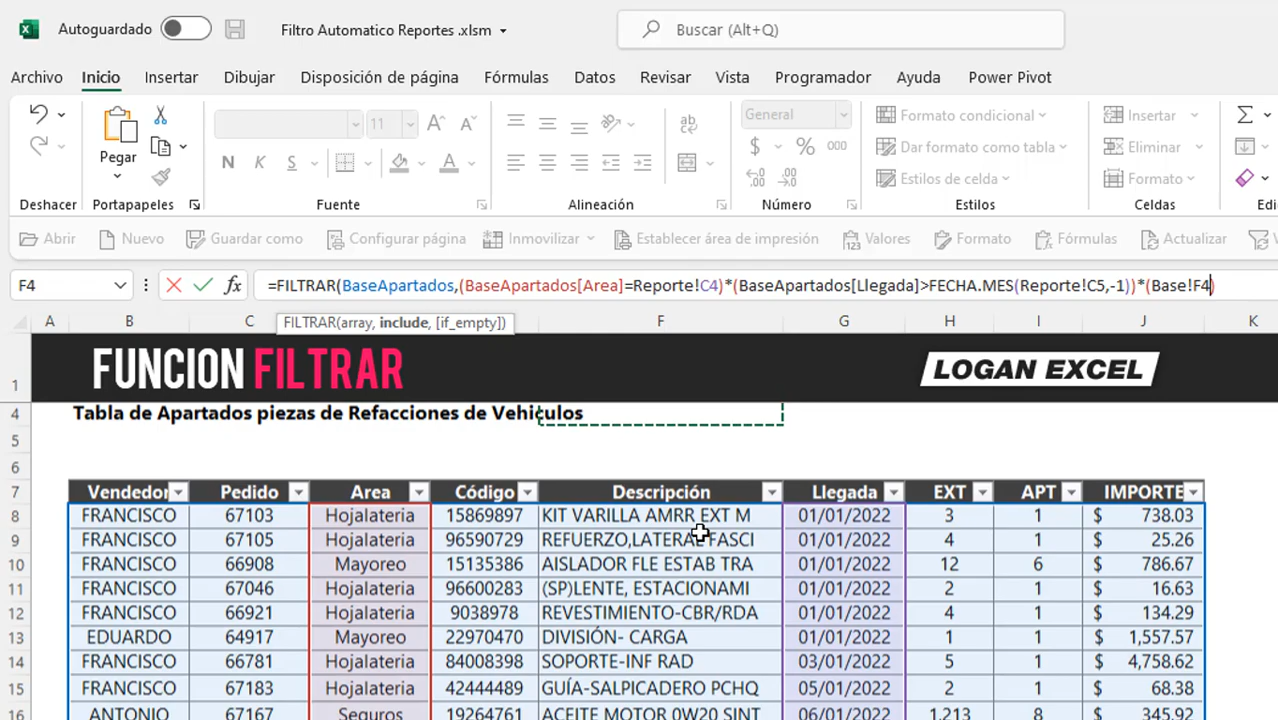 Autoguardado
Filtro Automatico Reportes .xlsm
Buscar (Alt+Q)
Archivo Inicio Insertar Dibujar Disposición de página Fórmulas Datos Revisar Vista Programador Ayuda Power Pivot
Pegar
11
General
Formato condicional
Insertar
Dar formato como tabla
Eliminar
N K S
$ % 000
Estilos de celda
Formato
Deshacer Portapapeles Fuente Alineación Número Estilos Celdas Edi
Abrir Nuevo Guardar como Configurar página Inmovilizar Establecer área de impresión Valores Formato Fórmulas Actualizar
F4 fx =FILTRAR(BaseApartados,(BaseApartados[Area]=Reporte!C4)*(BaseApartados[Llegada]>FECHA.MES(Reporte!C5,-1))*(Base!F4)
FILTRAR(array, include, [if_empty])
A B C F G H I J K
1 FUNCION FILTRAR LOGAN EXCEL
4 Tabla de Apartados piezas de Refacciones de Vehiculos
5
6
7 Vendedor Pedido Area Código Descripción Llegada EXT APT IMPORTE
8 FRANCISCO 67103 Hojalateria 15869897 KIT VARILLA AMRR EXT M 01/01/2022 3 1 $ 738.03
9 FRANCISCO 67105 Hojalateria 96590729 REFUERZO,LATERAL FASCI 01/01/2022 4 1 $ 25.26
10 FRANCISCO 66908 Mayoreo 15135386 AISLADOR FLE ESTAB TRA 01/01/2022 12 6 $ 786.67
11 FRANCISCO 67046 Hojalateria 96600283 (SP)LENTE, ESTACIONAMI 01/01/2022 2 1 $ 16.63
12 FRANCISCO 66921 Hojalateria 9038978 REVESTIMIENTO-CBR/RDA 01/01/2022 4 1 $ 134.29
13 EDUARDO 64917 Mayoreo 22970470 DIVISIÓN- CARGA 01/01/2022 1 1 $ 1,557.57
14 FRANCISCO 66781 Hojalateria 84008398 SOPORTE-INF RAD 03/01/2022 5 1 $ 4,758.62
15 FRANCISCO 67183 Hojalateria 42444489 GUÍA-SALPICADERO PCHQ 05/01/2022 2 1 $ 68.38
16 ANTONIO 67167 Seguros 19264761 ACEITE MOTOR 0W20 SINT 06/01/2022 1,213 8 $ 345.92